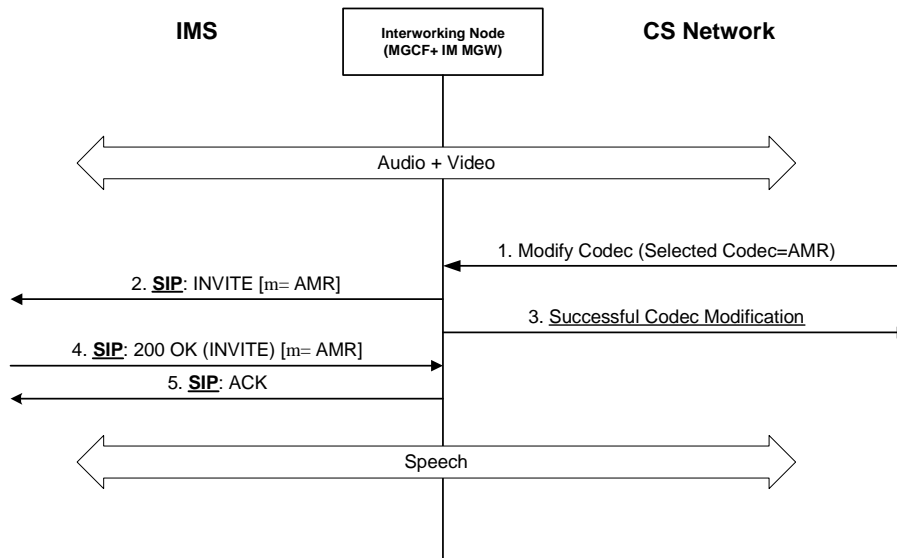 IMS
Interworking Node
(MGCF+ IM MGW)
CS Network
Audio + Video
1. Modify Codec (Selected Codec=AMR)
2. SIP: INVITE [m= AMR]
3. Successful Codec Modification
4. SIP: 200 OK (INVITE) [m= AMR]
5. SIP: ACK
Speech